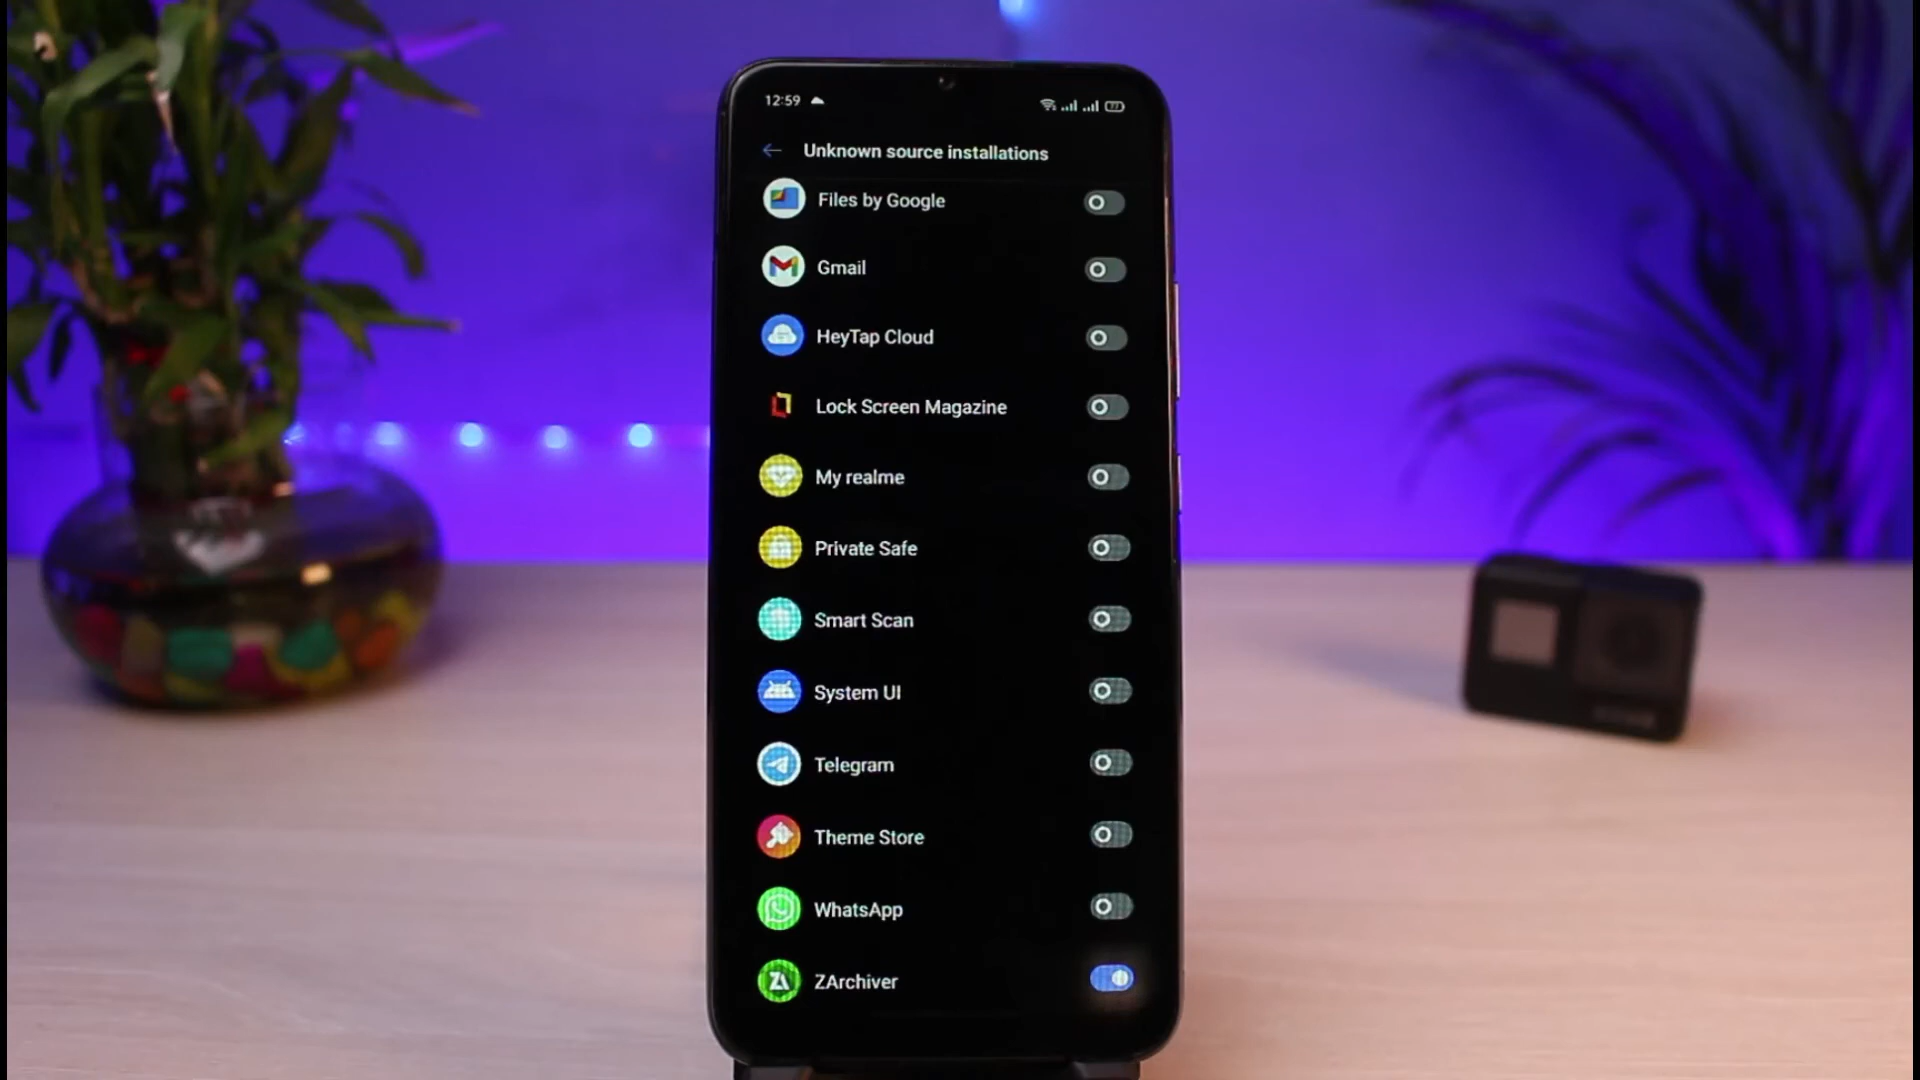 12:59
77
Unknown source installations
Files by Google
Gmail
HeyTap Cloud
Lock Screen Magazine
My realme
Private Safe
Smart Scan
System UI
Telegram
Theme Store
WhatsApp
ZArchiver